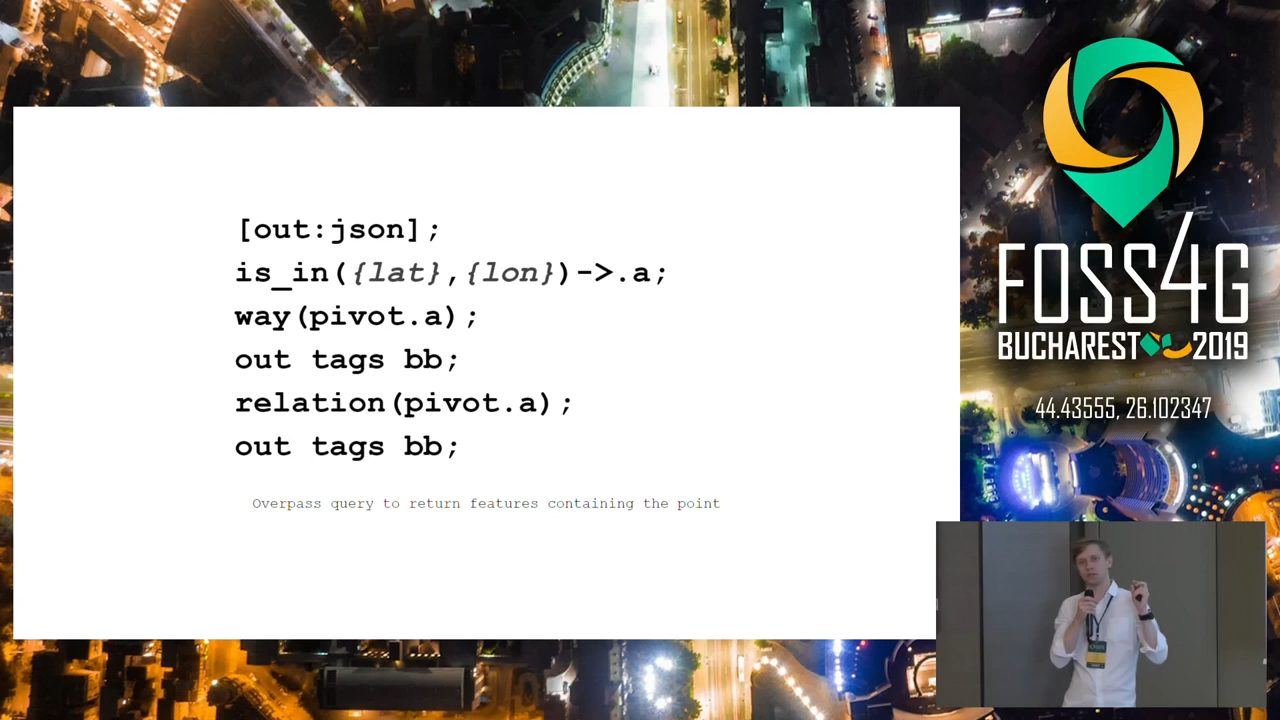 [out:json];
is_in({lat},{lon})->.a;
way(pivot.a);
out tags bb;
relation(pivot.a);
out tags bb;
Overpass query to return features containing the point
FOSS4G
BUCHAREST 2019
44.43555, 26.102347